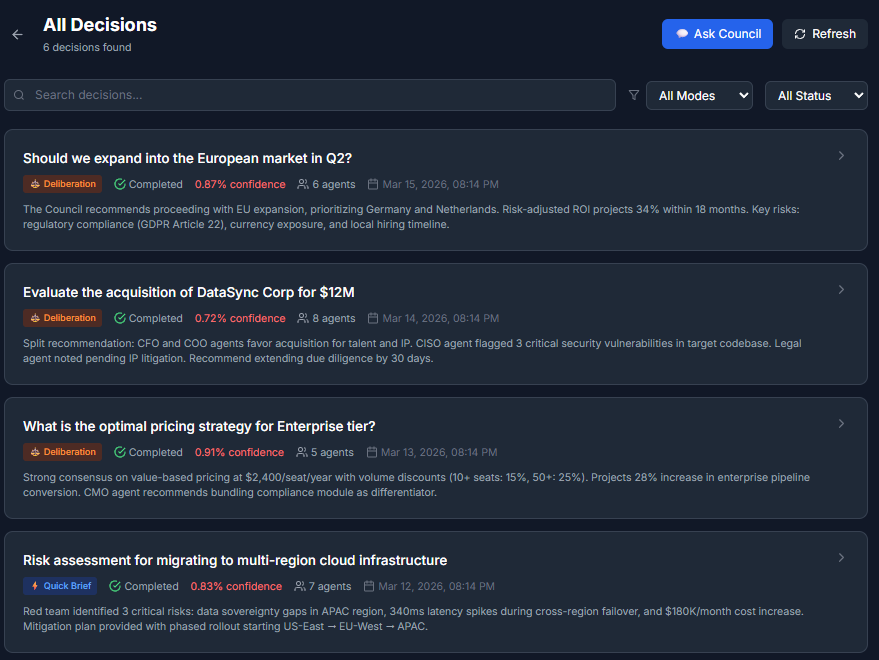 All Decisions
6 decisions found
Ask Council
Refresh
Search decisions...
All Modes
All Status
Should we expand into the European market in Q2?
Deliberation Completed 0.87% confidence 6 agents Mar 15, 2026, 08:14 PM
The Council recommends proceeding with EU expansion, prioritizing Germany and Netherlands. Risk-adjusted ROI projects 34% within 18 months. Key risks:
regulatory compliance (GDPR Article 22), currency exposure, and local hiring timeline.
Evaluate the acquisition of DataSync Corp for $12M
Deliberation Completed 0.72% confidence 8 agents Mar 14, 2026, 08:14 PM
Split recommendation: CFO and COO agents favor acquisition for talent and IP. CISO agent flagged 3 critical security vulnerabilities in target codebase. Legal
agent noted pending IP litigation. Recommend extending due diligence by 30 days.
What is the optimal pricing strategy for Enterprise tier?
Deliberation Completed 0.91% confidence 5 agents Mar 13, 2026, 08:14 PM
Strong consensus on value-based pricing at $2,400/seat/year with volume discounts (10+ seats: 15%, 50+: 25%). Projects 28% increase in enterprise pipeline
conversion. CMO agent recommends bundling compliance module as differentiator.
Risk assessment for migrating to multi-region cloud infrastructure
Quick Brief Completed 0.83% confidence 7 agents Mar 12, 2026, 08:14 PM
Red team identified 3 critical risks: data sovereignty gaps in APAC region, 340ms latency spikes during cross-region failover, and $180K/month cost increase.
Mitigation plan provided with phased rollout starting US-East → EU-West → APAC.